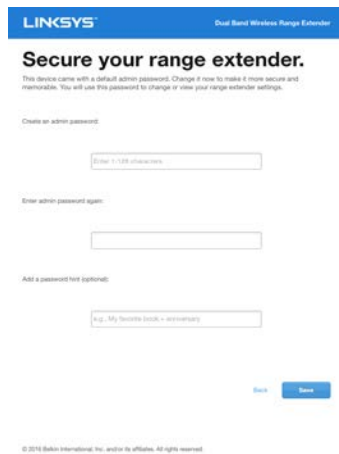 LINKSYS
Dual Band Wireless Range Extender
Secure your range extender.
This device came with a default admin password. Change it now to make it more secure and
memorable. You will use this password to change or view your range extender settings.
Create an admin password:
Enter 1-128 characters
Enter admin password again:
Add a password hint (optional):
e.g., My favorite book + anniversary
Back
Save
© 2016 Belkin International, Inc. and/or its affiliates. All rights reserved.